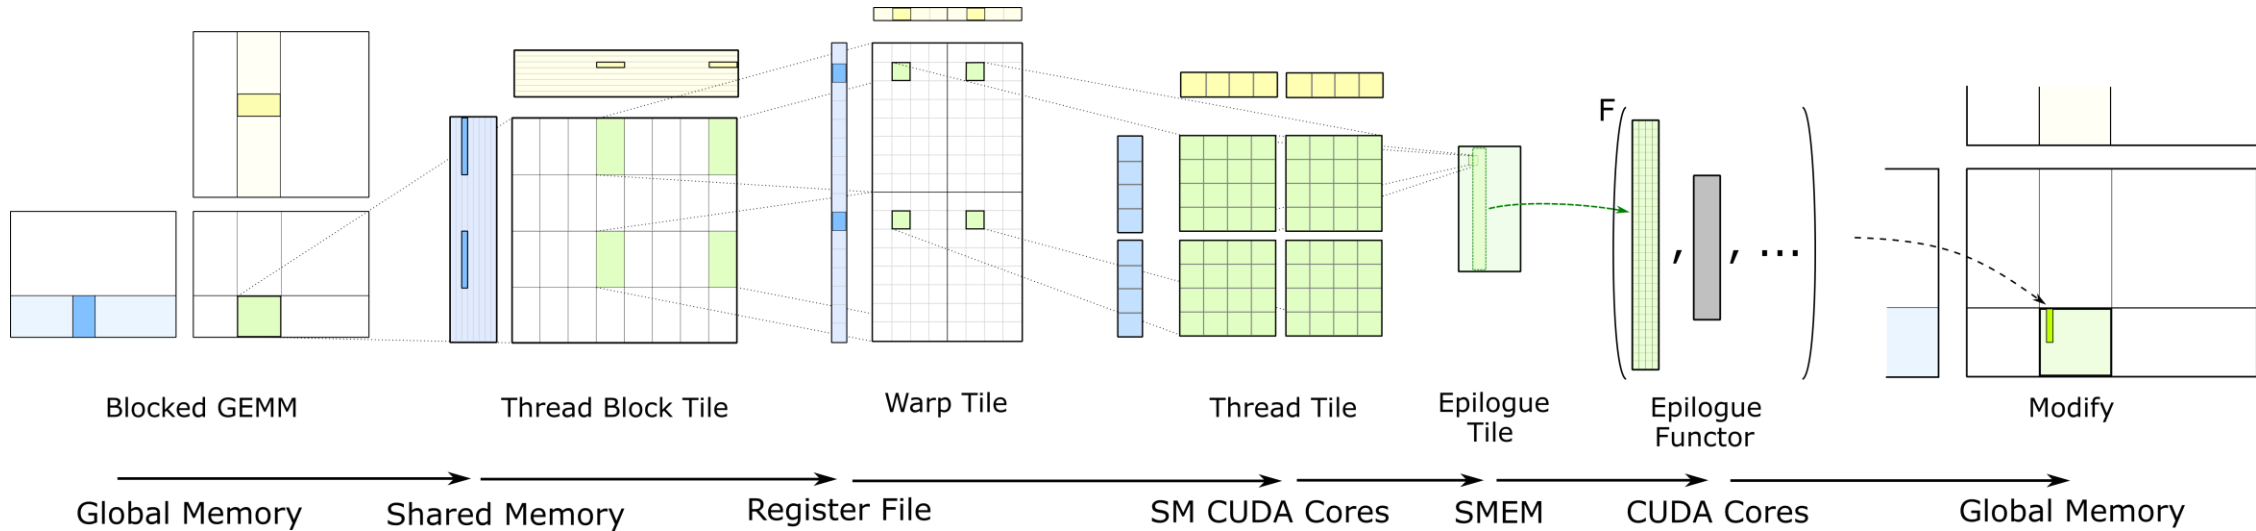 F
, , ...
Blocked GEMM
Thread Block Tile
Warp Tile
Thread Tile
Epilogue
Tile
Epilogue
Functor
Modify
Global Memory
Shared Memory
Register File
SM CUDA Cores
SMEM
CUDA Cores
Global Memory